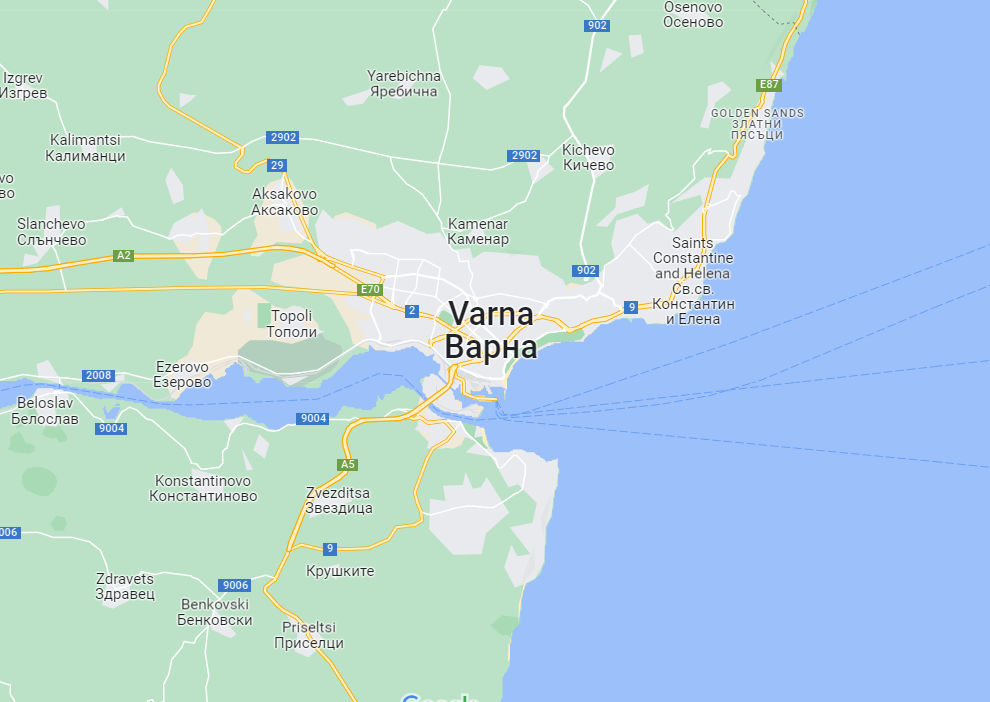 Osenovo
Осеново
902
Izgrev
Изгрев
Yarebichna
Яребична
E87
GOLDEN SANDS
ЗЛАТНИ
ПЯСЪЦИ
2902
Kalimantsi
Калиманци
2902
Kichevo
Кичево
29
vo
во
Aksakovo
Аксаково
Slanchevo
Слънчево
Kamenar
Каменар
A2
Saints
Constantine
and Helena
Св.св.
Константин
и Елена
902
E70
2
9
Varna
Варна
Topoli
Тополи
2008
Ezerovo
Езерово
Beloslav
Белослав
9004
9004
A5
Konstantinovo
Константиново
Zvezditsa
Звездица
006
9
Крушките
Zdravets
Здравец
9006
Benkovski
Бенковски
Priseltsi
Приселци
Google